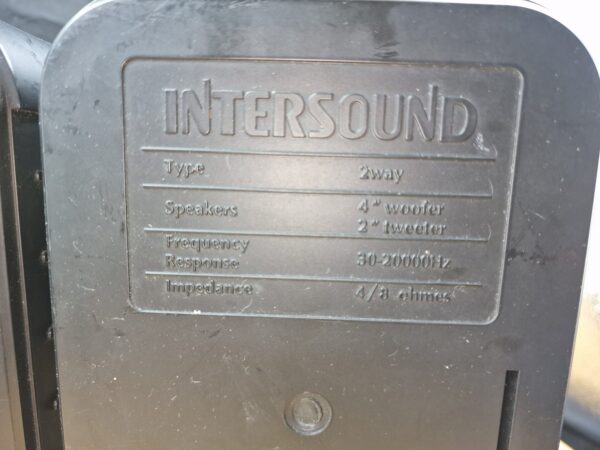 INTERSOUND
Type 2way
Speakers 4" woofer
2" tweeter
Frequency
Response 30-20000Hz
Impedance 4/8 ohmes